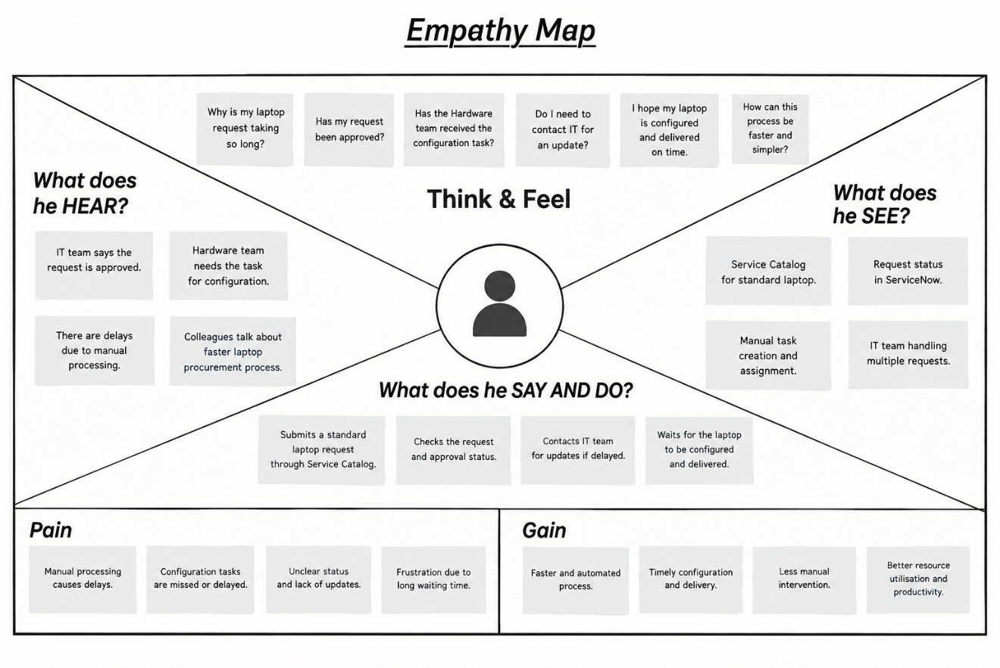 Empathy Map
Why is my laptop
request taking
so long?
Has my request
been approved?
Has the Hardware
team received the
configuration task?
Do I need to
contact IT for
an update?
I hope my laptop
is configured
and delivered
on time.
How can this
process be
faster and
simpler?
Think & Feel
What does
he HEAR?
IT team says the
request is approved.
Hardware team
needs the task
for configuration.
There are delays
due to manual
processing.
Colleagues talk about
faster laptop
procurement process.
What does
he SEE?
Service Catalog
for standard laptop.
Request status
in ServiceNow.
Manual task
creation and
assignment.
IT team handling
multiple requests.
What does he SAY AND DO?
Submits a standard
laptop request
through Service Catalog.
Checks the request
and approval status.
Contacts IT team
for updates if delayed.
Waits for the laptop
to be configured
and delivered.
Pain
Manual processing
causes delays.
Configuration tasks
are missed or delayed.
Unclear status
and lack of updates.
Frustration due to
long waiting time.
Gain
Faster and automated
process.
Timely configuration
and delivery.
Less manual
intervention.
Better resource
utilisation and
productivity.